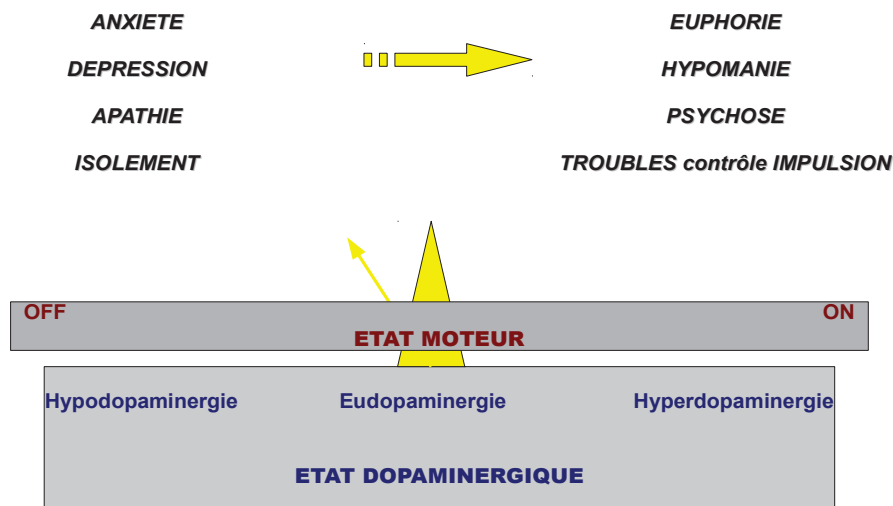 ANXIETE
DEPRESSION
APATHIE
ISOLEMENT
EUPHORIE
HYPOMANIE
PSYCHOSE
TROUBLES contrôle IMPULSION
OFF
ON
ETAT MOTEUR
Hypodopaminergie
Eudopaminergie
Hyperdopaminergie
ETAT DOPAMINERGIQUE